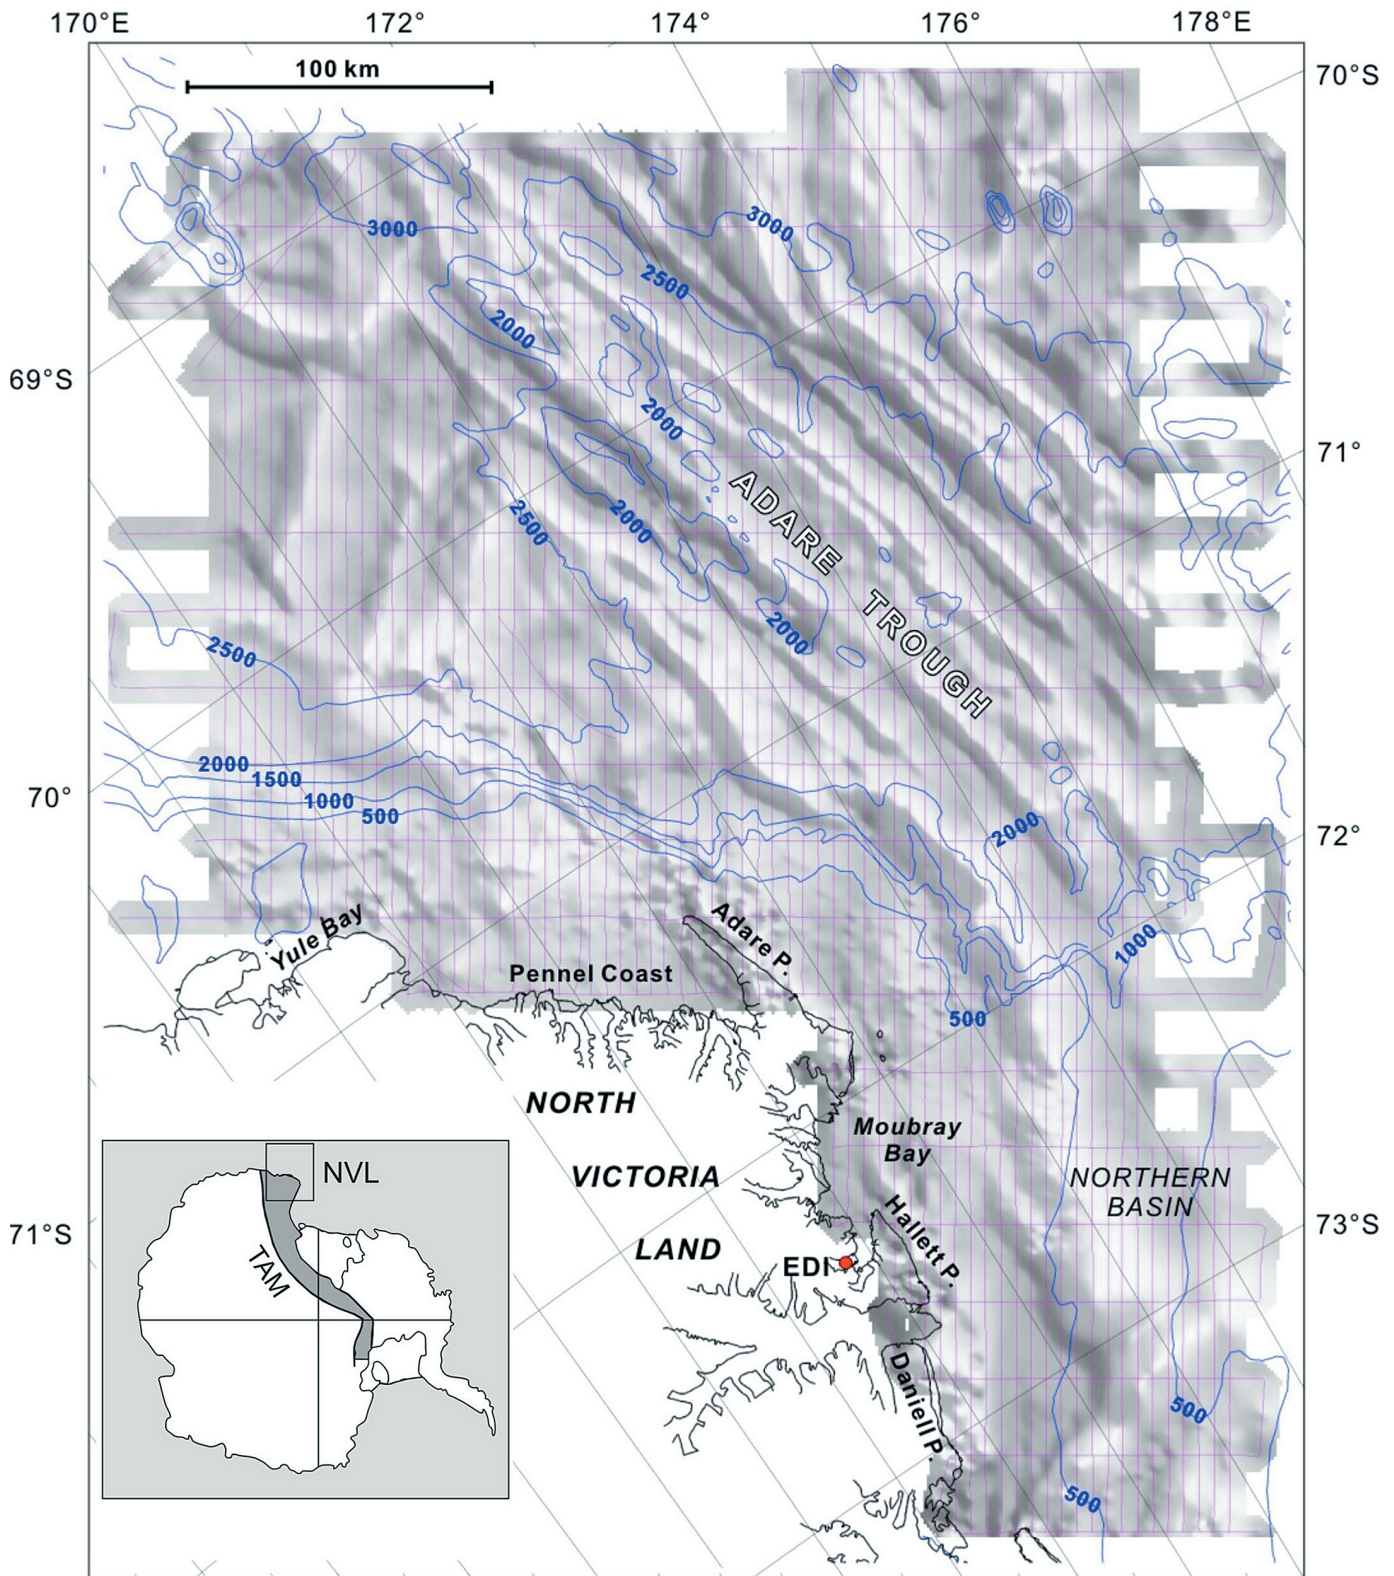 170°E
172°
174°
176°
178°E
100 km
70°S
3000
3000
2500
2000
69°S
2000
71°
ADARE
2500
2000
TROUGH
2000
2500
2000
1500
1000
500
70°
2000
72°
Adare P.
Yule Bay
1000
Pennel Coast
500
NORTH
Moubray
Bay
VICTORIA
NORTHERN
BASIN
NVL
Hallett P.
71°S
73°S
LAND
TAM
EDI
Daniell P.
500
500